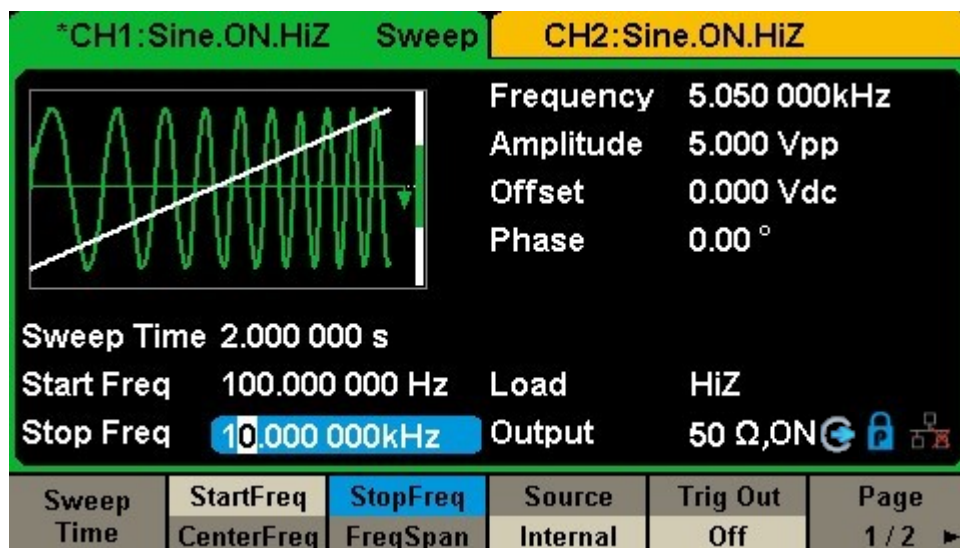 *CH1:Sine.ON.HiZ Sweep CH2:Sine.ON.HiZ
Frequency 5.050 000kHz
Amplitude 5.000 Vpp
Offset 0.000 Vdc
Phase 0.00 °
Sweep Time 2.000 000 s
Start Freq 100.000 000 Hz Load HiZ
Stop Freq 10.000 000kHz Output 50 Ω,ON P
Sweep Time
StartFreq
CenterFreq
StopFreq
FreqSpan
Source
Internal
Trig Out
Off
Page
1/2 ►